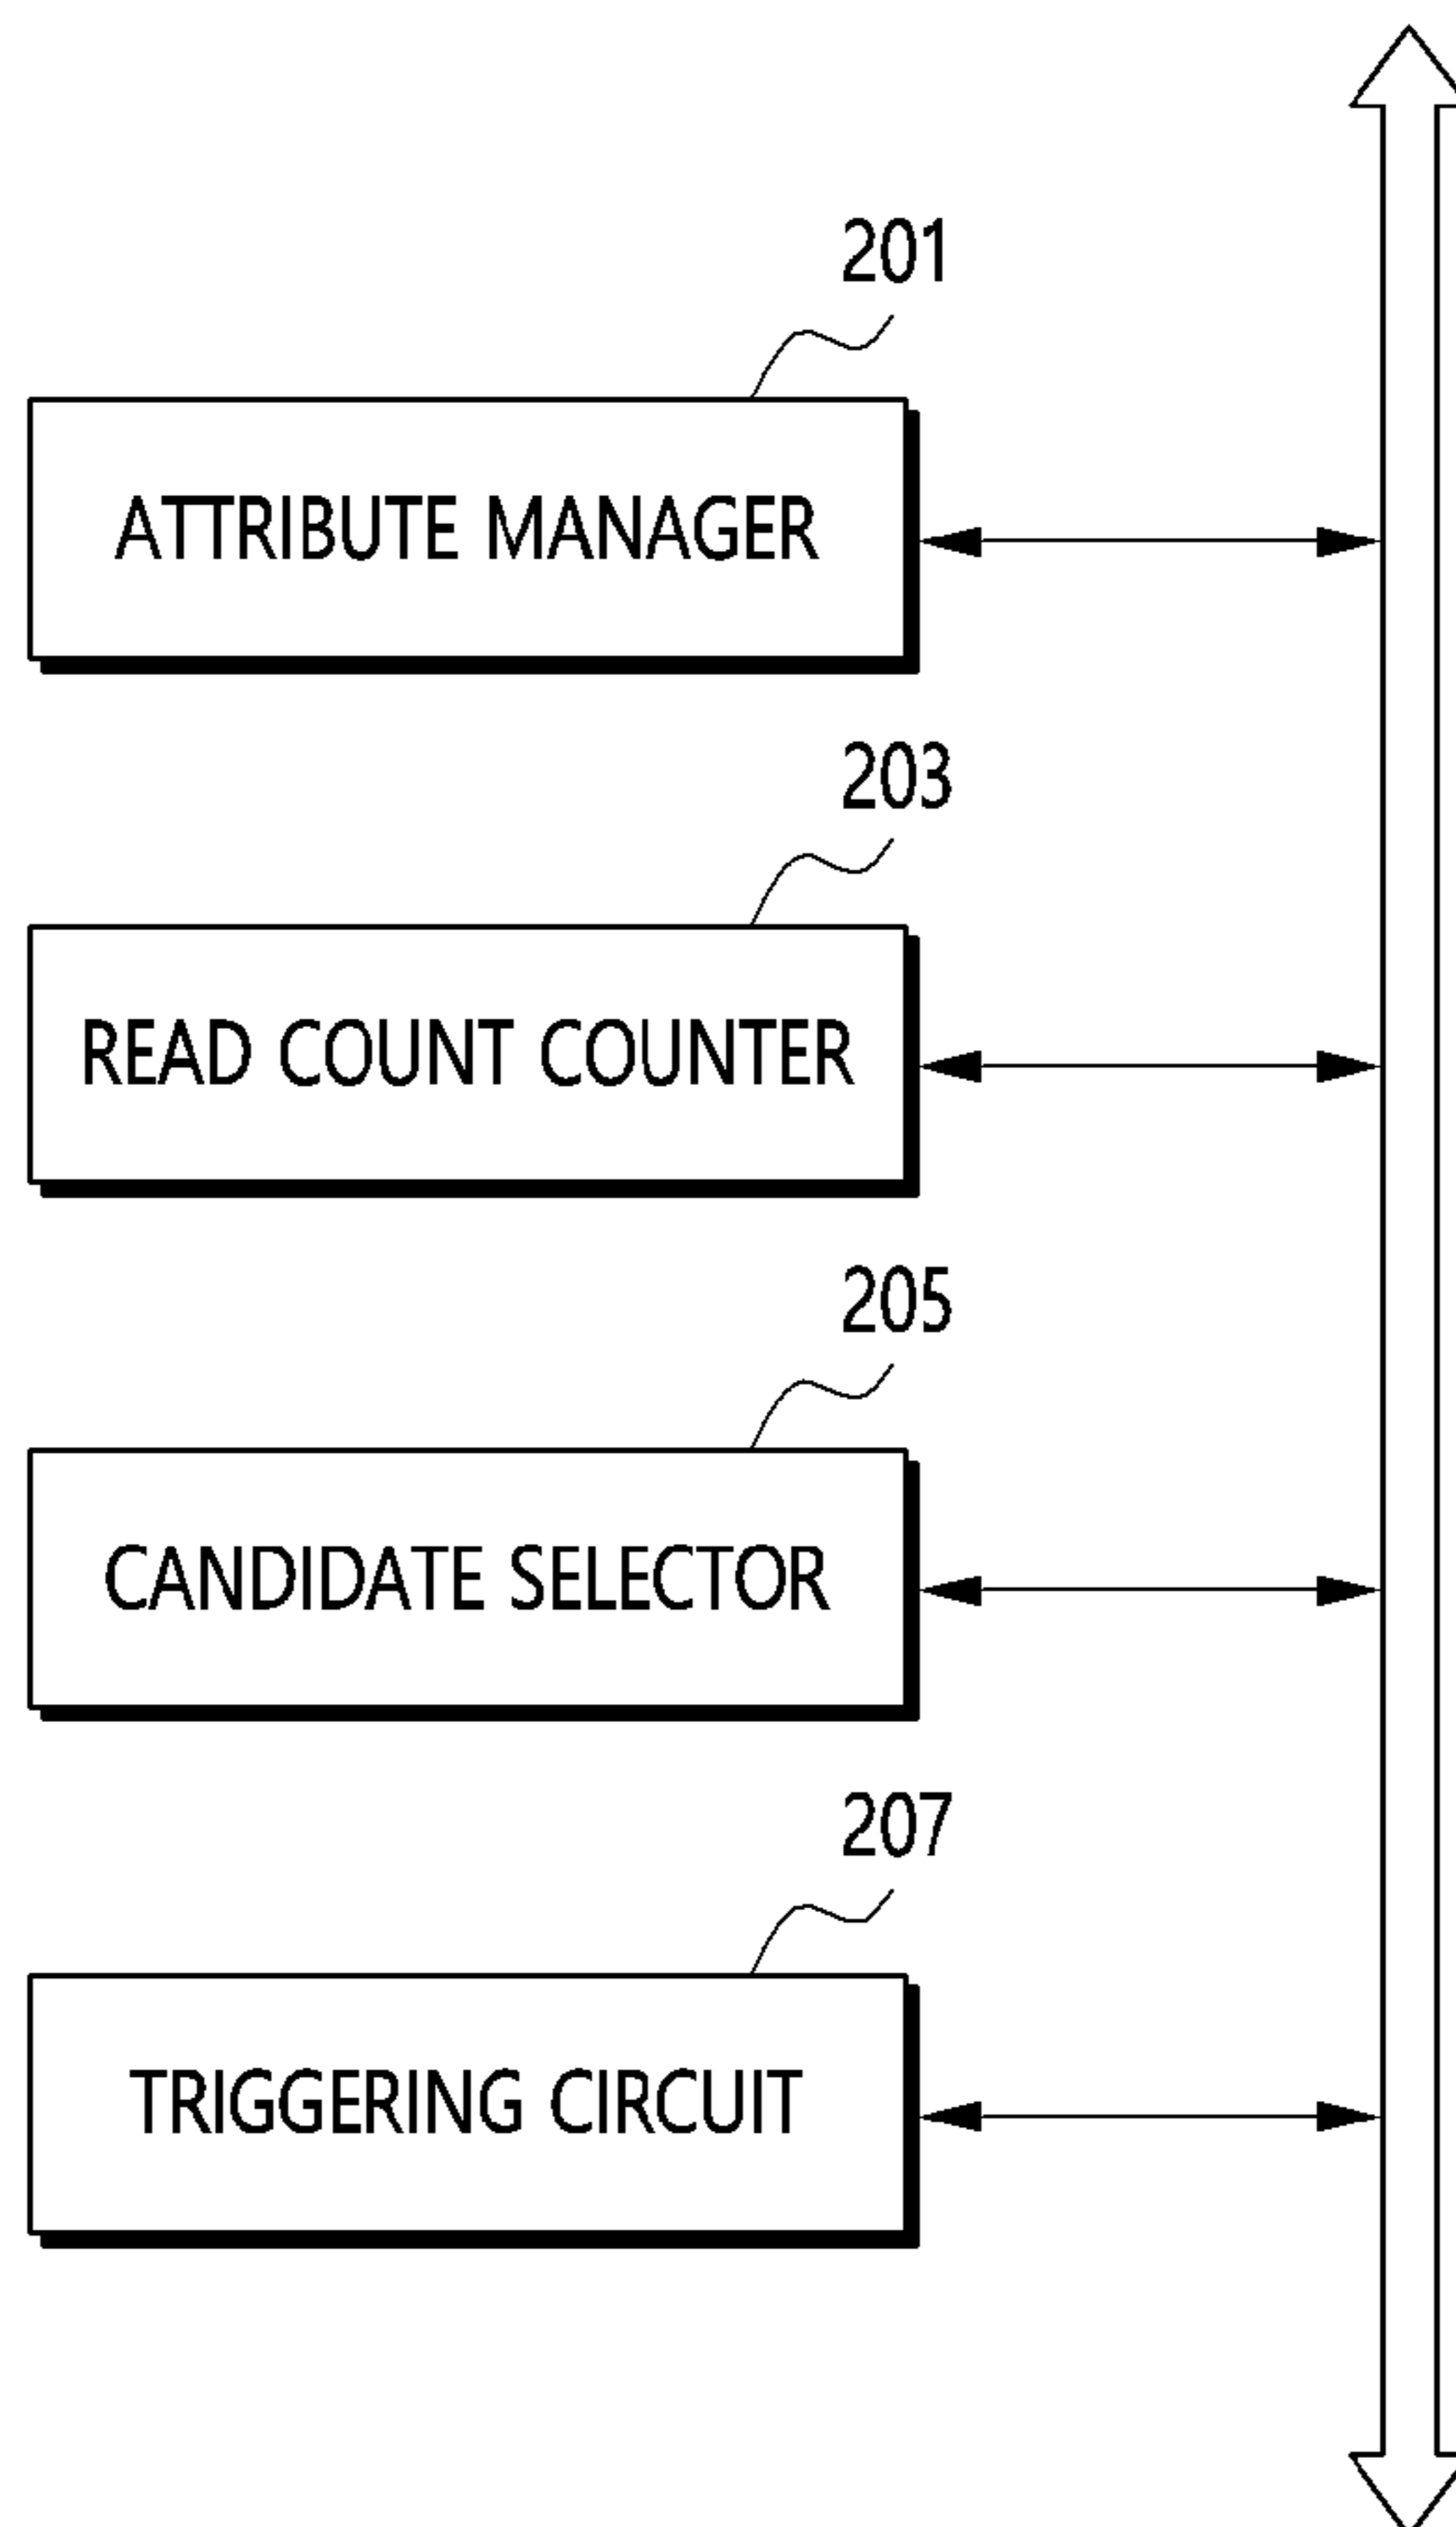 201
ATTRIBUTE MANAGER
203
READ COUNT COUNTER
205
CANDIDATE SELECTOR
207
TRIGGERING CIRCUIT